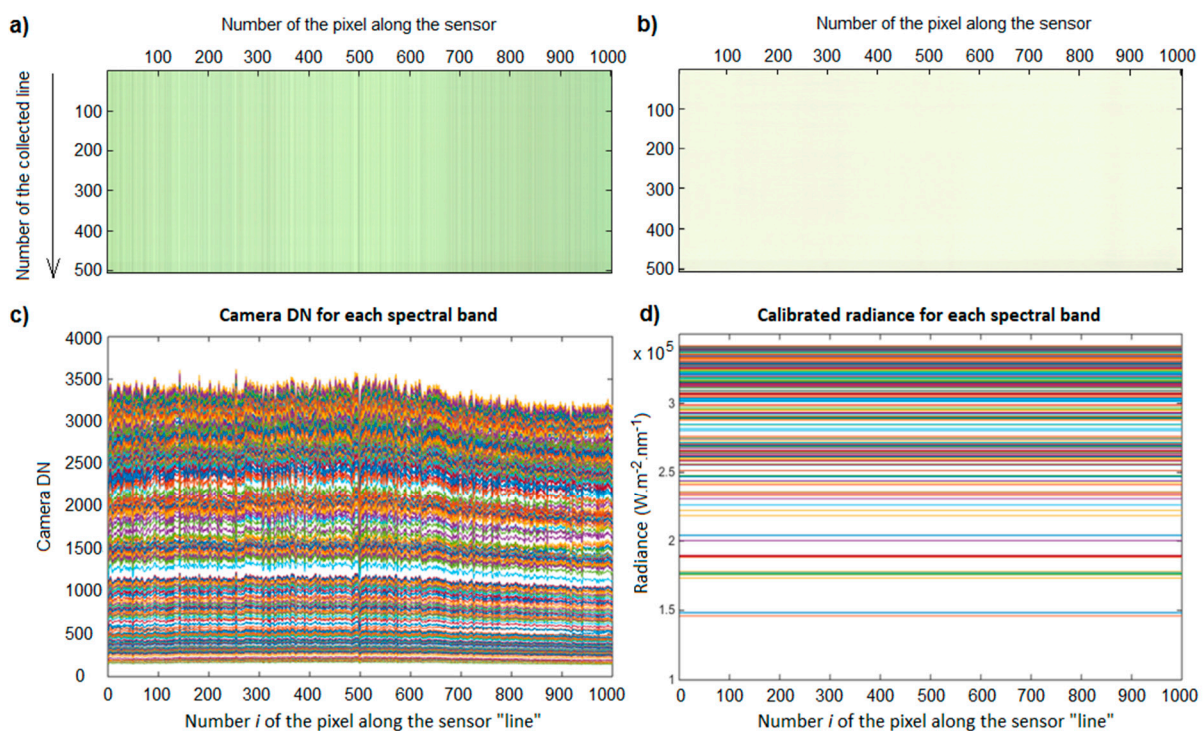 a)
Number of the pixel along the sensor
100 200 300 400 500 600 700 800 900 1000
Number of the collected line
100
200
300
400
500
b)
Number of the pixel along the sensor
100 200 300 400 500 600 700 800 900 1000
100
200
300
400
500
c)
Camera DN for each spectral band
Camera DN
4000
3500
3000
2500
2000
1500
1000
500
0
0 100 200 300 400 500 600 700 800 900 1000
Number i of the pixel along the sensor "line"
d)
Calibrated radiance for each spectral band
x 10⁵
Radiance (W.m⁻².nm⁻¹)
3
2.5
2
1.5
1
0 100 200 300 400 500 600 700 800 900 1000
Number i of the pixel along the sensor "line"